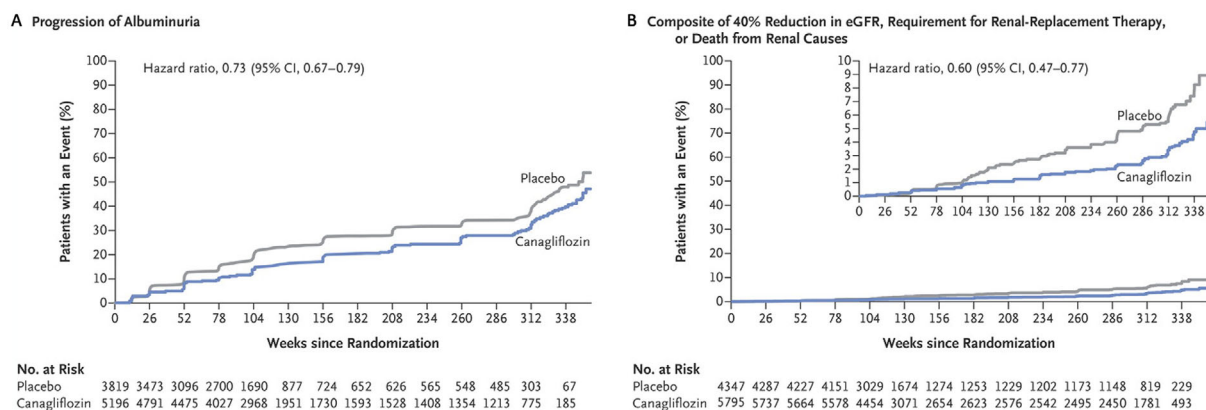 A Progression of Albuminuria
Hazard ratio, 0.73 (95% CI, 0.67–0.79)
Patients with an Event (%)
100
90
80
70
60
50
40
30
20
10
0
Placebo
Canagliflozin
0 26 52 78 104 130 156 182 208 234 260 286 312 338
Weeks since Randomization
No. at Risk
Placebo 3819 3473 3096 2700 1690 877 724 652 626 565 548 485 303 67
Canagliflozin 5196 4791 4475 4027 2968 1951 1730 1593 1528 1408 1354 1213 775 185
B Composite of 40% Reduction in eGFR, Requirement for Renal-Replacement Therapy,
or Death from Renal Causes
Patients with an Event (%)
100
90
80
70
60
50
40
30
20
10
0
Hazard ratio, 0.60 (95% CI, 0.47–0.77)
10
9
8
7
6
5
4
3
2
1
0
Placebo
Canagliflozin
0 26 52 78 104 130 156 182 208 234 260 286 312 338
0 26 52 78 104 130 156 182 208 234 260 286 312 338
Weeks since Randomization
No. at Risk
Placebo 4347 4287 4227 4151 3029 1674 1274 1253 1229 1202 1173 1148 819 229
Canagliflozin 5795 5737 5664 5578 4454 3071 2654 2623 2576 2542 2495 2450 1781 493